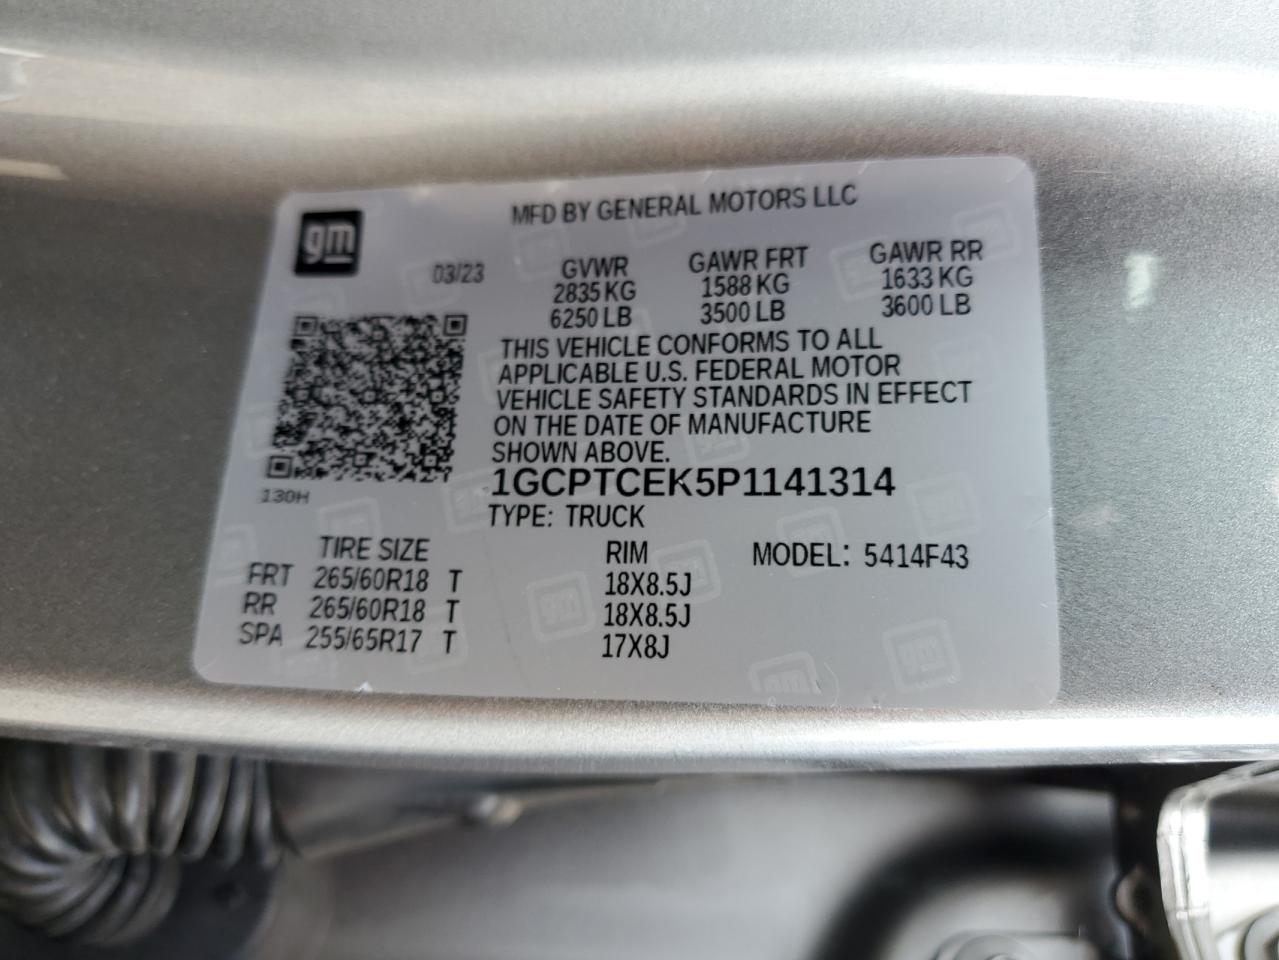 gm
MFD BY GENERAL MOTORS LLC
03/23
GVWR GAWR FRT GAWR RR
2835 KG 1588 KG 1633 KG
6250 LB 3500 LB 3600 LB
THIS VEHICLE CONFORMS TO ALL
APPLICABLE U.S. FEDERAL MOTOR
VEHICLE SAFETY STANDARDS IN EFFECT
ON THE DATE OF MANUFACTURE
SHOWN ABOVE.
130H
1GCPTCEK5P1141314
TYPE: TRUCK
TIRE SIZE RIM MODEL: 5414F43
FRT 265/60R18 T 18X8.5J
RR 265/60R18 T 18X8.5J
SPA 255/65R17 T 17X8J